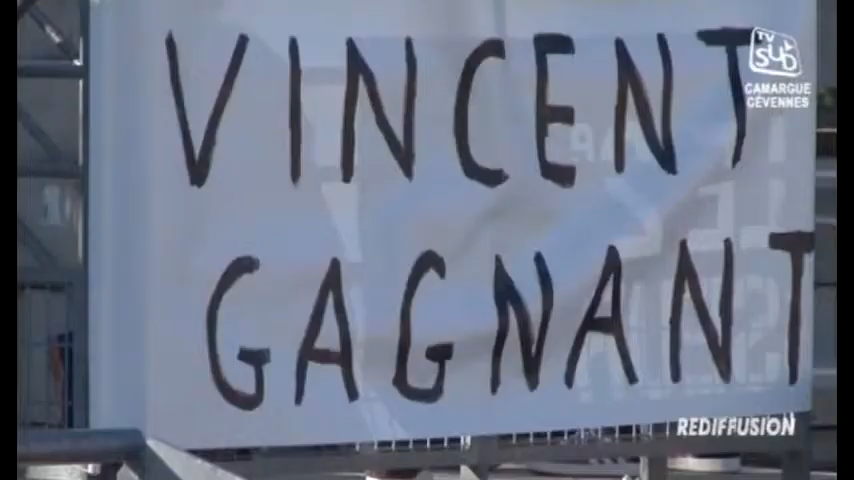 VINCENT
GAGNANT
TV SUD
CAMARGUE
CÉVENNES
REDIFFUSION